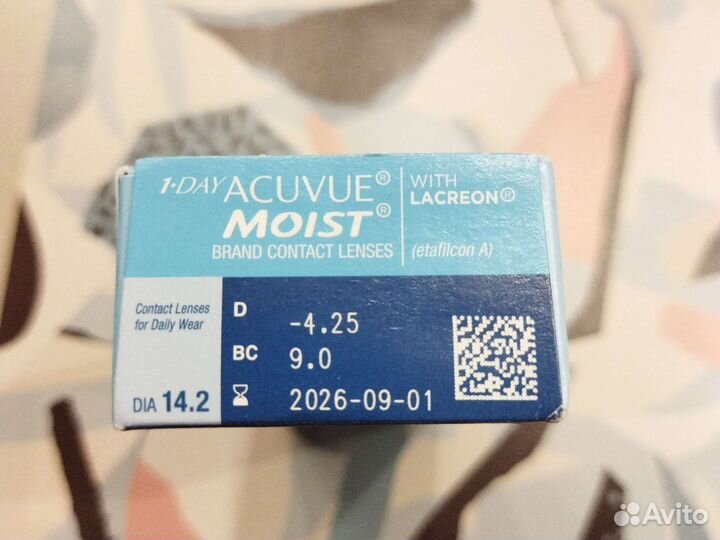 1·DAY ACUVUE®
MOIST®
BRAND CONTACT LENSES
WITH
LACREON®
(etafilcon A)
Contact Lenses
for Daily Wear
DIA 14.2
D -4.25
BC 9.0
2026-09-01
Avito